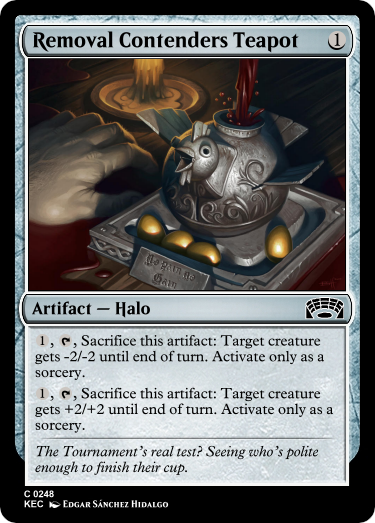 Removal Contenders Teapot 1
Artifact — Halo
1, Sacrifice this artifact: Target creature
gets -2/-2 until end of turn. Activate only as a
sorcery.
1, Sacrifice this artifact: Target creature
gets +2/+2 until end of turn. Activate only as a
sorcery.
The Tournament's real test? Seeing who's polite
enough to finish their cup.
C 0248
KEC Edgar Sánchez Hidalgo